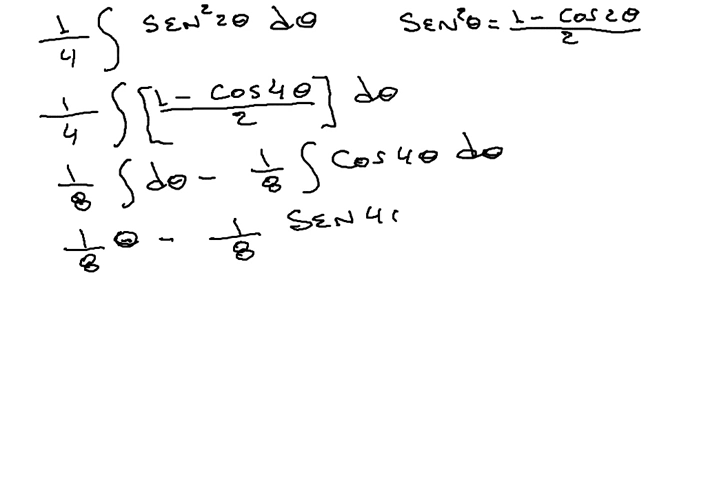 1/4 ∫ SEN²2θ dθ    SEN²θ = (1 - COS2θ)/2
1/4 ∫ [(1 - COS4θ)/2] dθ
1/8 ∫ dθ - 1/8 ∫ COS4θ dθ
1/8 θ - 1/8 SEN4